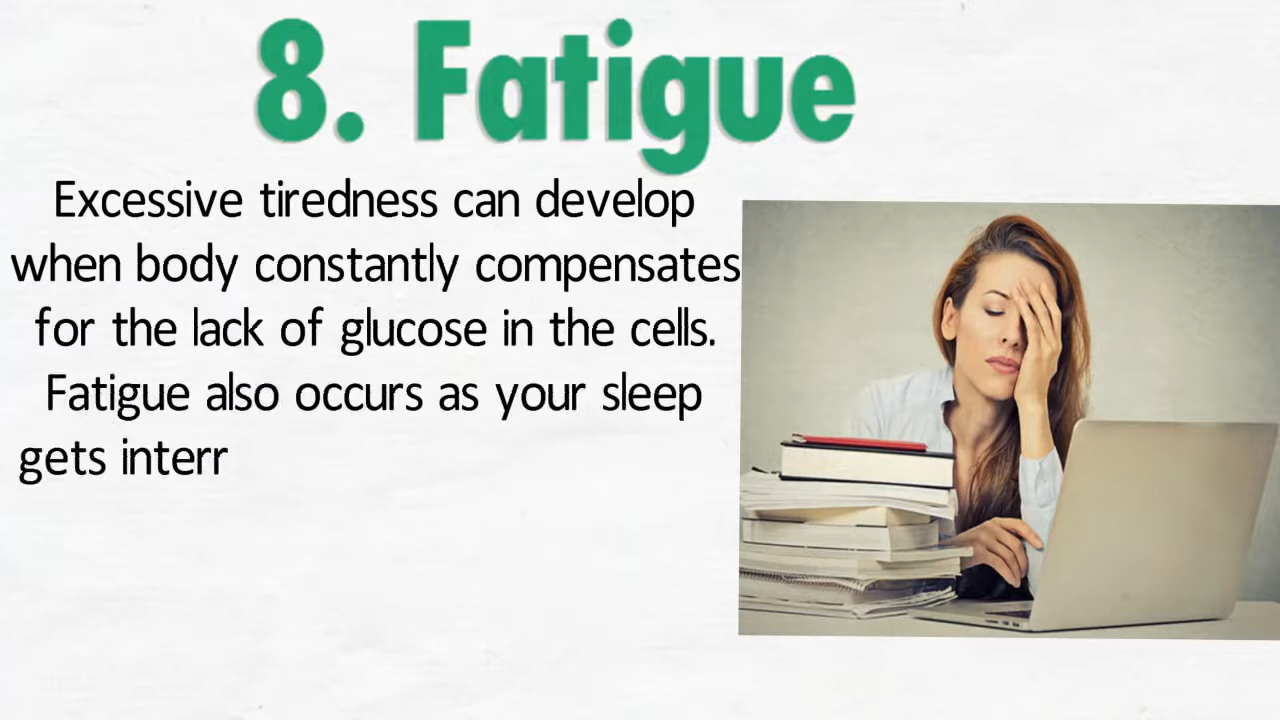 8. Fatigue
Excessive tiredness can develop
when body constantly compensates
for the lack of glucose in the cells.
Fatigue also occurs as your sleep
gets interr